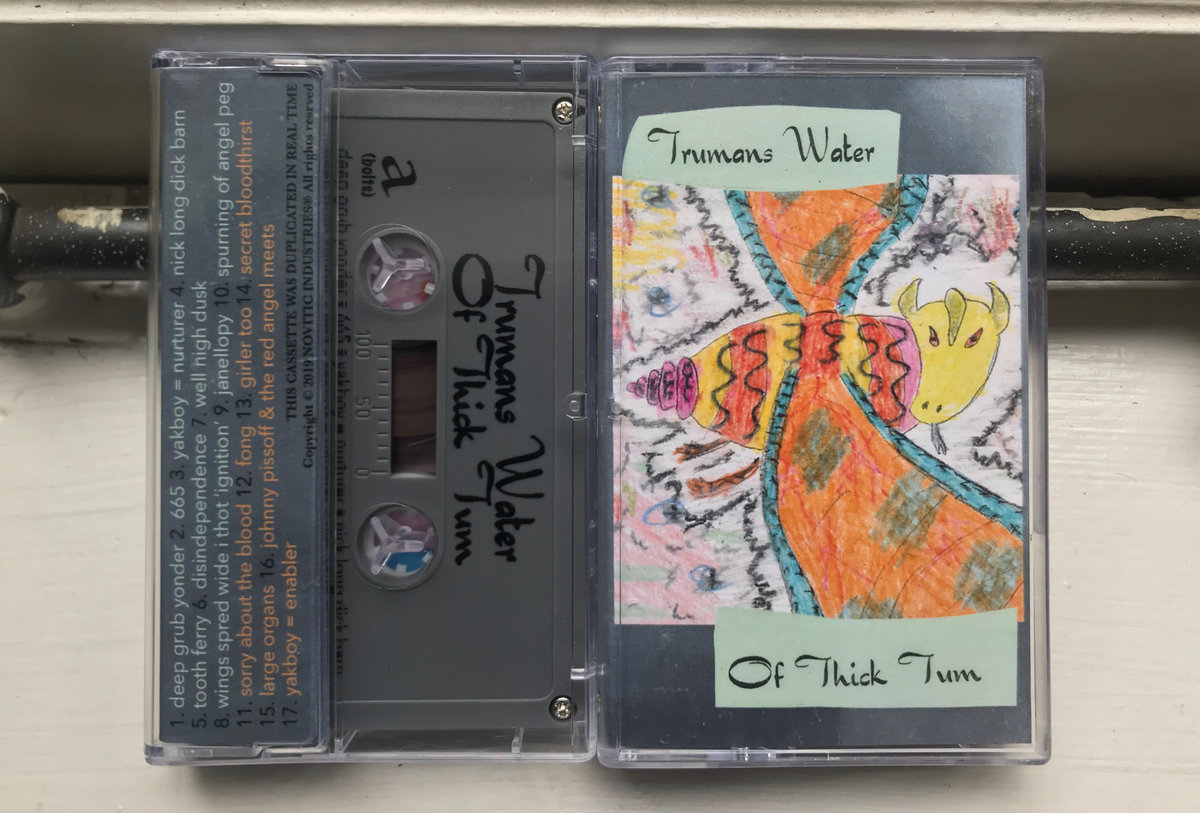 1. deep grub yonder 2. 665 3. yakboy = nurturer 4. nick long dick barn
5. tooth ferry 6. disindependence 7. well nigh dusk
8. wings spred wide i thot 'ignition' 9. janellopy 10. spurning of angel peg
11. sorry about the blood 12. fong 13. girler too 14. secret bloodthirst
15. large organs 16. johnny pissoff & the red angel meets
17. yakboy = enabler
THIS CASSETTE WAS DUPLICATED IN REAL TIME
Copyright © 2019 NOVITIC INDUSTRIES® All rights resrved
a
(bolts)
100 50 0
Trumans Water
Of Thick Tum
Trumans Water
Of Thick Tum